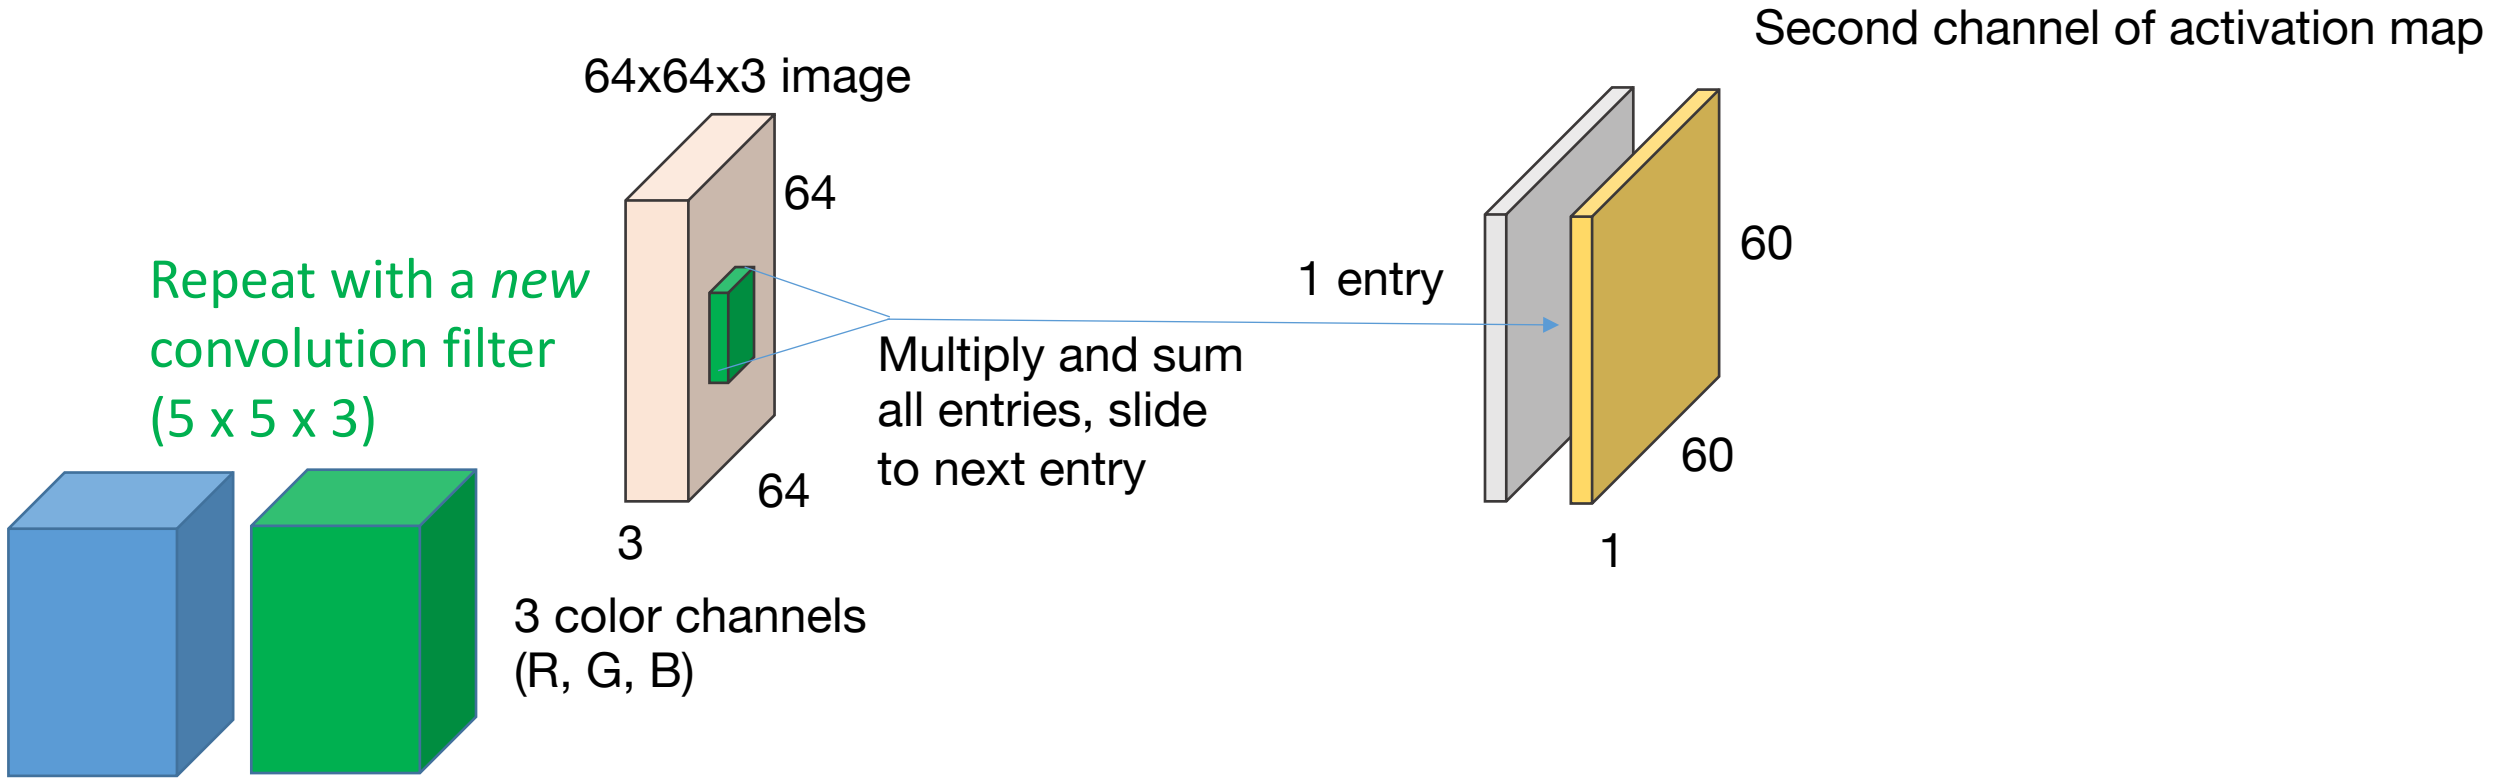 Second channel of activation map
64x64x3 image
64
Repeat with a new
convolution filter
(5 x 5 x 3)
60
1 entry
Multiply and sum
all entries, slide
to next entry
64
3
60
1
3 color channels
(R, G, B)